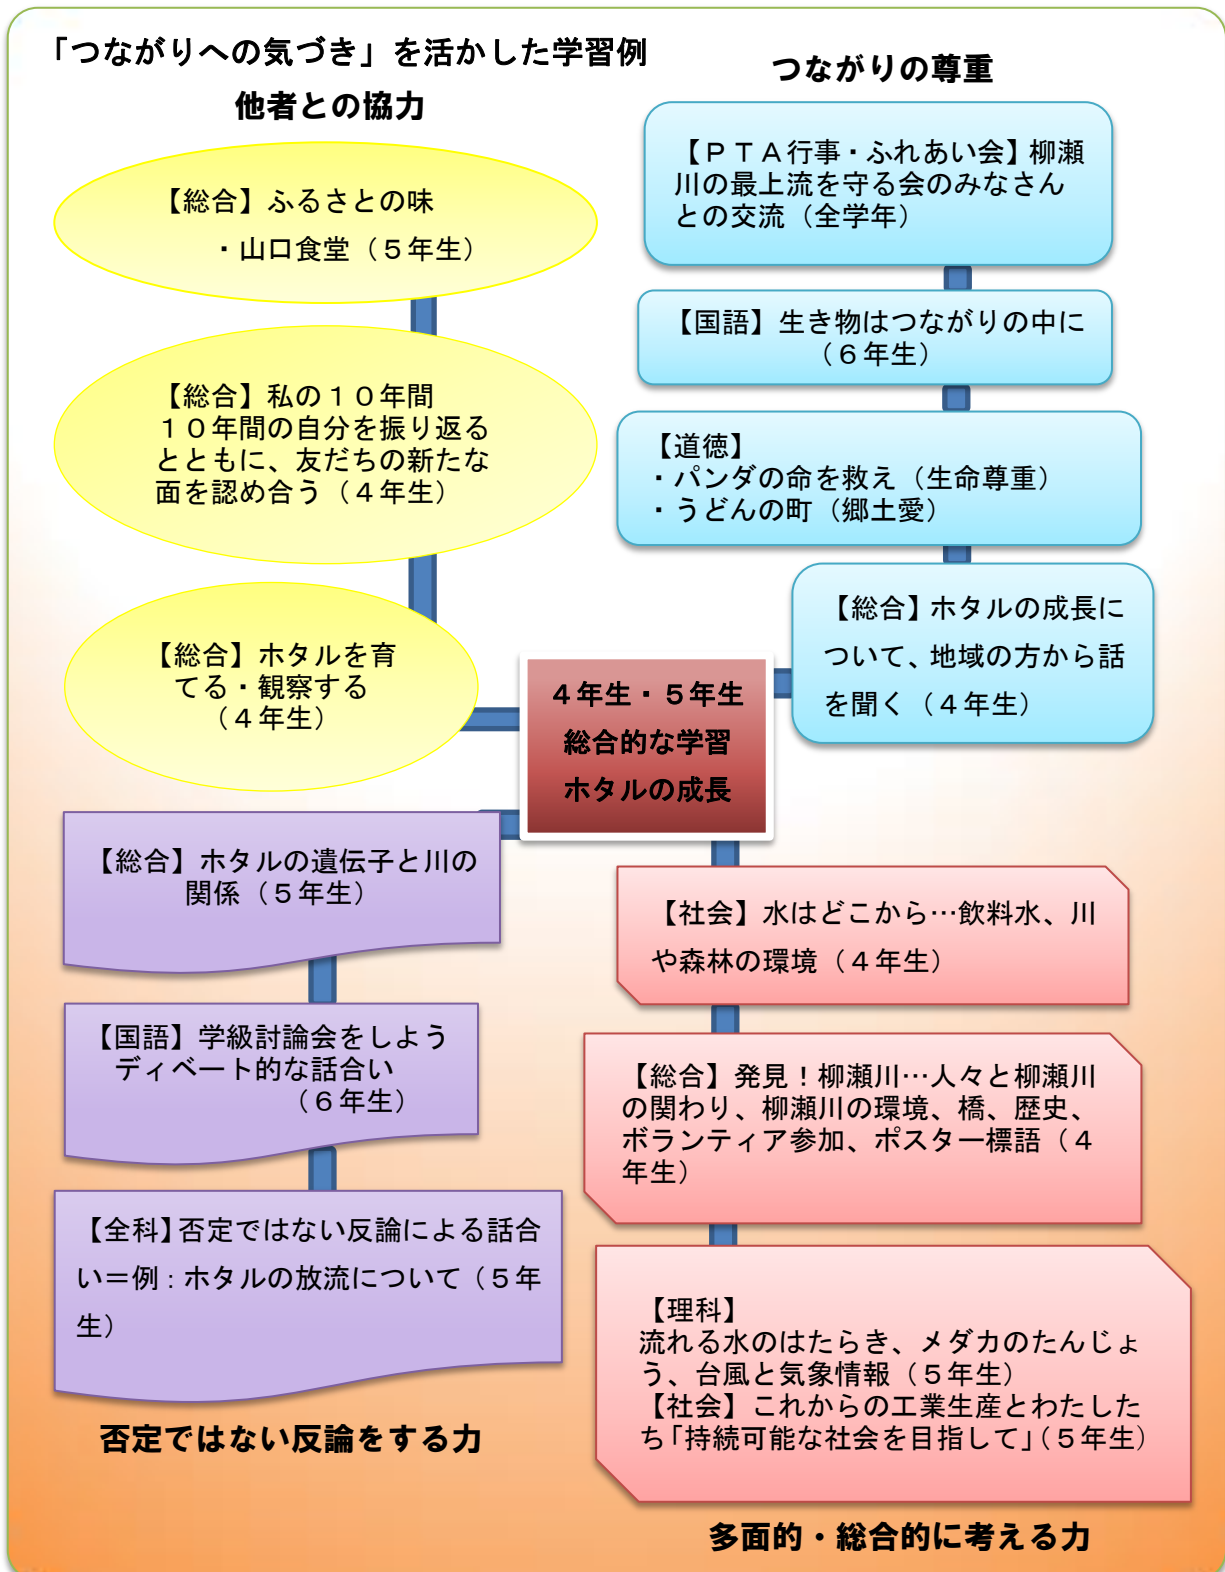 「つながりへの気づき」を活かした学習例
他者との協力
【総合】ふるさとの味
・山口食堂（５年生）
【総合】私の１０年間
１０年間の自分を振り返る
とともに、友だちの新たな
面を認め合う（４年生）
【総合】ホタルを育
てる・観察する
（４年生）
つながりの尊重
【ＰＴＡ行事・ふれあい会】柳瀬
川の最上流を守る会のみなさん
との交流（全学年）
【国語】生き物はつながりの中に
（６年生）
【道徳】
・パンダの命を救え（生命尊重）
・うどんの町（郷土愛）
【総合】ホタルの成長に
ついて、地域の方から話
を聞く（４年生）
４年生・５年生
総合的な学習
ホタルの成長
【総合】ホタルの遺伝子と川の
関係（５年生）
【国語】学級討論会をしよう
ディベート的な話合い
（６年生）
【全科】否定ではない反論による話合
い＝例：ホタルの放流について（５年
生）
否定ではない反論をする力
【社会】水はどこから…飲料水、川
や森林の環境（４年生）
【総合】発見！柳瀬川…人々と柳瀬川
の関わり、柳瀬川の環境、橋、歴史、
ボランティア参加、ポスター標語（４
年生）
【理科】
流れる水のはたらき、メダカのたんじょ
う、台風と気象情報（５年生）
【社会】これからの工業生産とわたした
ち「持続可能な社会を目指して」（５年生）
多面的・総合的に考える力